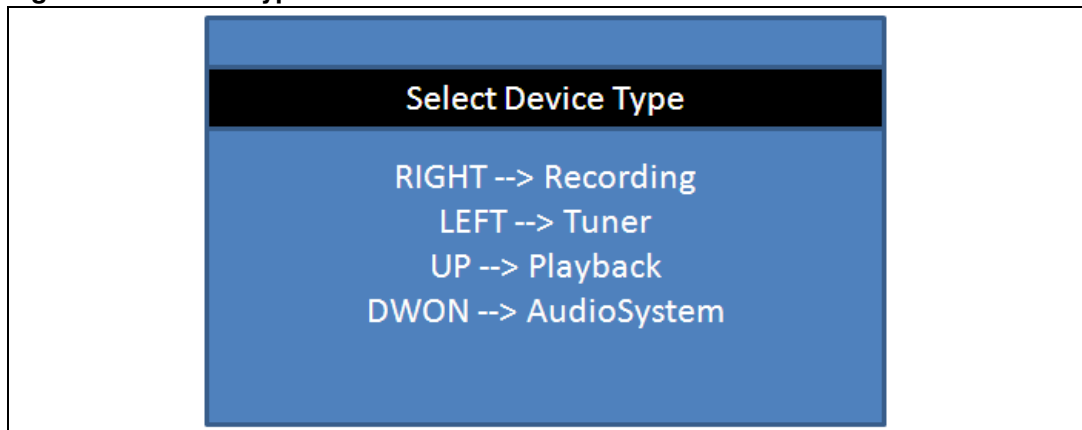 Select Device Type
RIGHT --> Recording
LEFT --> Tuner
UP --> Playback
DWON --> AudioSystem